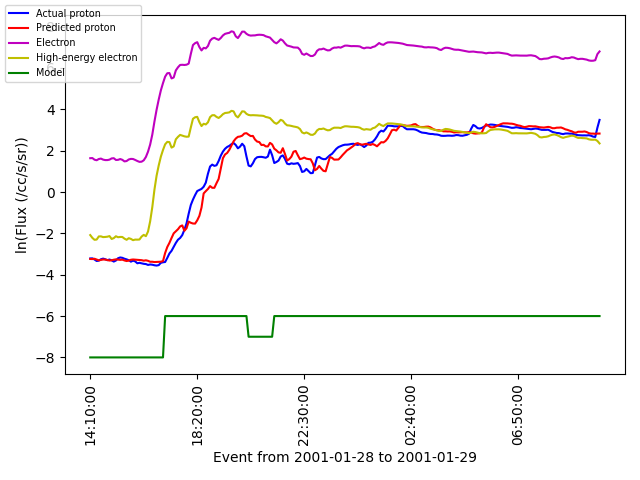 Actual proton
Predicted proton
Electron
High-energy electron
Model
4
2
0
−2
−4
−6
−8
ln(Flux (/cc/s/sr))
14:10:00
18:20:00
22:30:00
02:40:00
06:50:00
Event from 2001-01-28 to 2001-01-29